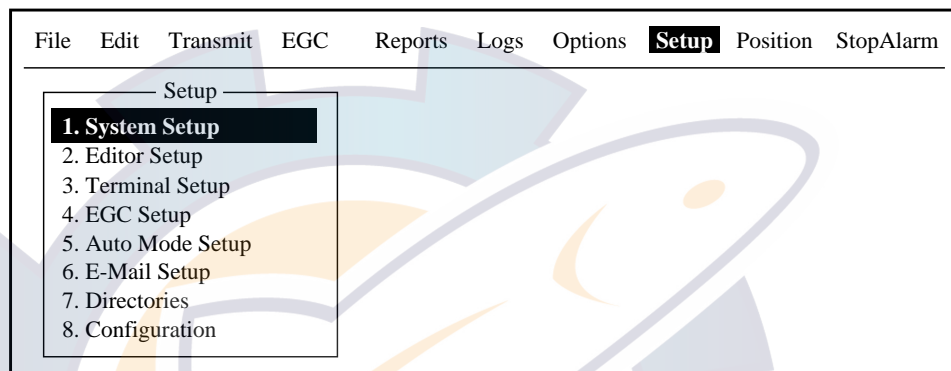 File Edit Transmit EGC Reports Logs Options Setup Position StopAlarm
Setup
1. System Setup
2. Editor Setup
3. Terminal Setup
4. EGC Setup
5. Auto Mode Setup
6. E-Mail Setup
7. Directories
8. Configuration